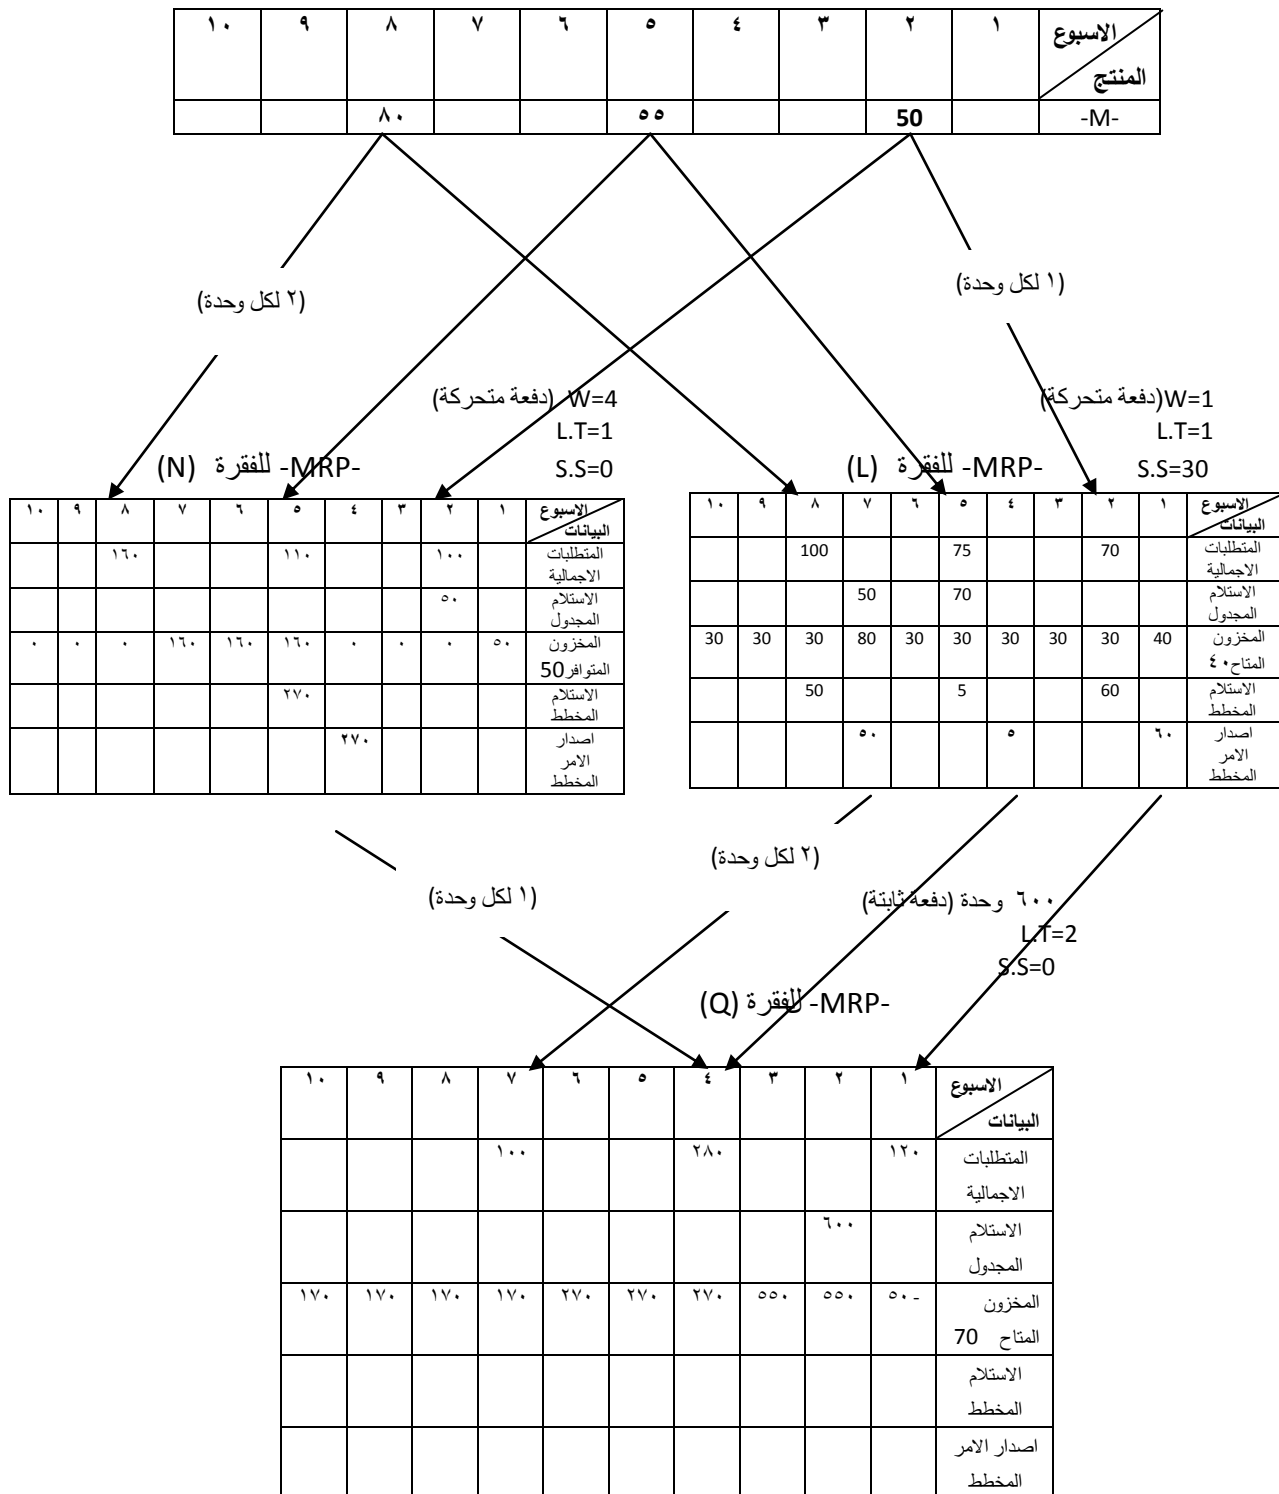 الاسبوع ١ ٢ ٣ ٤ ٥ ٦ ٧ ٨ ٩ ١٠
المنتج
-M- 50 ٥٥ ٨٠
(١ لكل وحدة)
(٢ لكل وحدة)
W=1(دفعة متحركة)
L.T=1
S.S=30
-MRP- للفقرة (L)
W=4 (دفعة متحركة)
L.T=1
S.S=0
-MRP- للفقرة (N)
الاسبوع ١ ٢ ٣ ٤ ٥ ٦ ٧ ٨ ٩ ١٠
البيانات
المتطلبات 70 75 100
الاجمالية
الاستلام 70 50
المجدول
المخزون 40 30 30 30 30 30 80 30 30 30
المتاح٤٠
الاستلام 60 5 50
المخطط
اصدار ٦٠ ٥ ٥٠
الامر
المخطط
الاسبوع ١ ٢ ٣ ٤ ٥ ٦ ٧ ٨ ٩ ١٠
البيانات
المتطلبات ١٠٠ ١١٠ ١٦٠
الاجمالية
الاستلام ٥٠
المجدول
المخزون ٥٠ ٠ ٠ ٠ ١٦٠ ١٦٠ ١٦٠ ٠ ٠ ٠
المتوافر50
الاستلام ٢٧٠
المخطط
اصدار ٢٧٠
الامر
المخطط
(٢ لكل وحدة)
(١ لكل وحدة)
٦٠٠ وحدة (دفعة ثابتة)
L.T=2
S.S=0
-MRP- للفقرة (Q)
الاسبوع ١ ٢ ٣ ٤ ٥ ٦ ٧ ٨ ٩ ١٠
البيانات
المتطلبات ١٢٠ ٢٨٠ ١٠٠
الاجمالية
الاستلام ٦٠٠
المجدول
المخزون ٥٠- ٥٥٠ ٥٥٠ ٢٧٠ ٢٧٠ ٢٧٠ ١٧٠ ١٧٠ ١٧٠ ١٧٠
المتاح 70
الاستلام
المخطط
اصدار الامر
المخطط